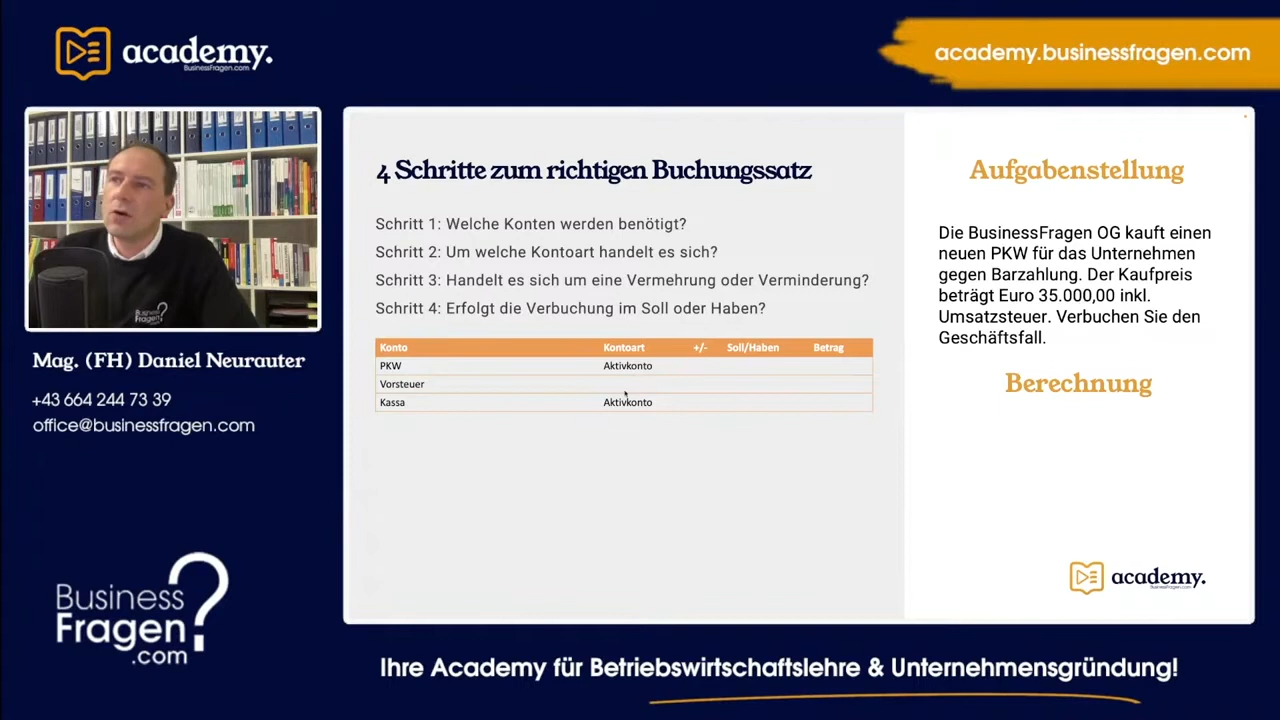 academy.
BusinessFragen.com
academy.businessfragen.com
Mag. (FH) Daniel Neurauter
+43 664 244 73 39
office@businessfragen.com
Business
Fragen
.com
?
4 Schritte zum richtigen Buchungssatz
Schritt 1: Welche Konten werden benötigt?
Schritt 2: Um welche Kontoart handelt es sich?
Schritt 3: Handelt es sich um eine Vermehrung oder Verminderung?
Schritt 4: Erfolgt die Verbuchung im Soll oder Haben?
Konto Kontoart +/- Soll/Haben Betrag
PKW Aktivkonto
Vorsteuer
Kassa Aktivkonto
Aufgabenstellung
Die BusinessFragen OG kauft einen
neuen PKW für das Unternehmen
gegen Barzahlung. Der Kaufpreis
beträgt Euro 35.000,00 inkl.
Umsatzsteuer. Verbuchen Sie den
Geschäftsfall.
Berechnung
academy.
BusinessFragen.com
Ihre Academy für Betriebswirtschaftslehre & Unternehmensgründung!